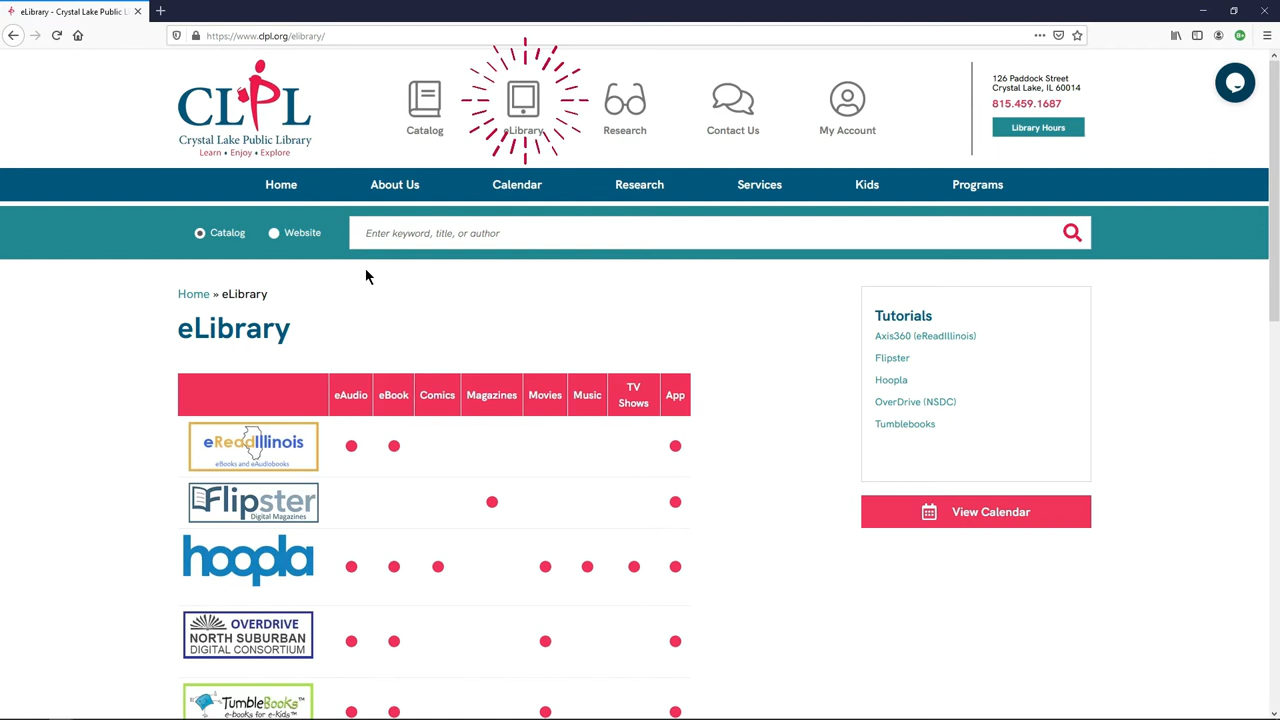 eLibrary – Crystal Lake Public L
https://www.clpl.org/elibrary/
CLPL
Crystal Lake Public Library
Learn • Enjoy • Explore
Catalog
eLibrary
Research
Contact Us
My Account
126 Paddock Street
Crystal Lake, IL 60014
815.459.1687
Library Hours
Home
About Us
Calendar
Research
Services
Kids
Programs
Catalog
Website
Enter keyword, title, or author
Home » eLibrary
eLibrary
eAudio
eBook
Comics
Magazines
Movies
Music
TV
Shows
App
eReadIllinois
eBooks and eAudiobooks
Flipster
Digital Magazines
hoopla
OVERDRIVE
NORTH SUBURBAN
DIGITAL CONSORTIUM
TumbleBooks™
e-books for e-Kids™
Tutorials
Axis360 (eReadIllinois)
Flipster
Hoopla
OverDrive (NSDC)
Tumblebooks
View Calendar